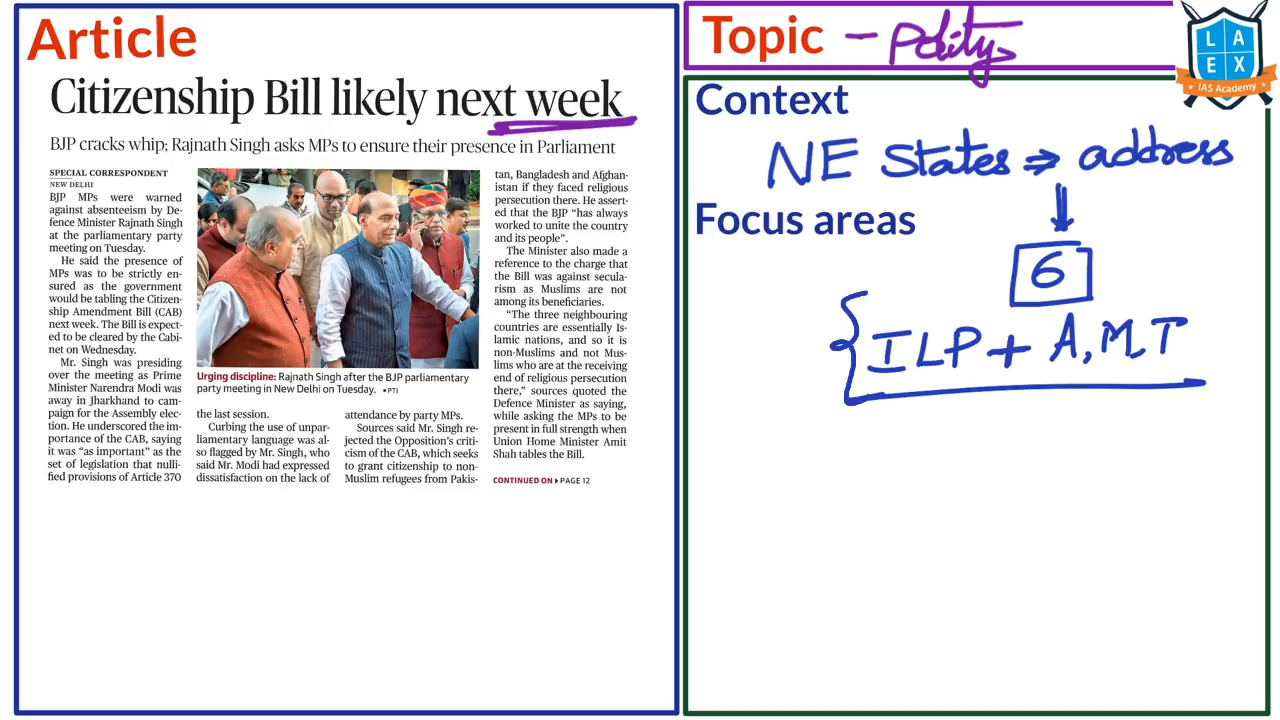 Article
Citizenship Bill likely next week
BJP cracks whip; Rajnath Singh asks MPs to ensure their presence in Parliament
SPECIAL CORRESPONDENT
NEW DELHI
BJP MPs were warned
against absenteeism by De-
fence Minister Rajnath Singh
at the parliamentary party
meeting on Tuesday.
He said the presence of
MPs was to be strictly en-
sured as the government
would be tabling the Citizen-
ship Amendment Bill (CAB)
next week. The Bill is expect-
ed to be cleared by the Cabi-
net on Wednesday.
Mr. Singh was presiding
over the meeting as Prime
Minister Narendra Modi was
away in Jharkhand to cam-
paign for the Assembly elec-
tion. He underscored the im-
portance of the CAB, saying
it was "as important" as the
set of legislation that nulli-
fied provisions of Article 370
Urging discipline: Rajnath Singh after the BJP parliamentary
party meeting in New Delhi on Tuesday. •PTI
the last session.
Curbing the use of unpar-
liamentary language was al-
so flagged by Mr. Singh, who
said Mr. Modi had expressed
dissatisfaction on the lack of
attendance by party MPs.
Sources said Mr. Singh re-
jected the Opposition's criti-
cism of the CAB, which seeks
to grant citizenship to non-
Muslim refugees from Pakis-
tan, Bangladesh and Afghan-
istan if they faced religious
persecution there. He assert-
ed that the BJP "has always
worked to unite the country
and its people".
The Minister also made a
reference to the charge that
the Bill was against secula-
rism as Muslims are not
among its beneficiaries.
"The three neighbouring
countries are essentially Is-
lamic nations, and so it is
non-Muslims and not Mus-
lims who are at the receiving
end of religious persecution
there," sources quoted the
Defence Minister as saying,
while asking the MPs to be
present in full strength when
Union Home Minister Amit
Shah tables the Bill.
CONTINUED ON ▸ PAGE 12
Topic – Polity
LAEX
IAS Academy
Context
NE States ⇒ address
Focus areas
6
ILP + A, M, T